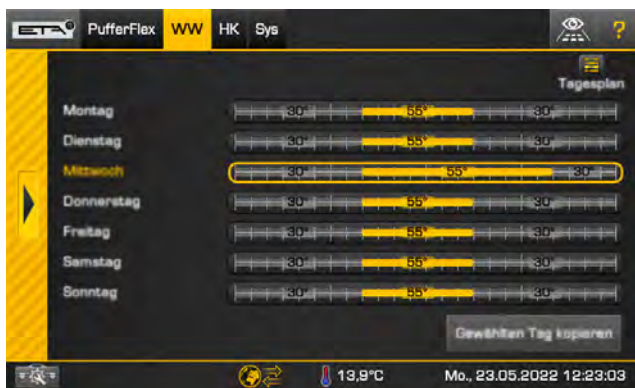 ETA PufferFlex WW HK Sys ?
Tagesplan
Montag 30° 55° 30°
Dienstag 30° 55° 30°
Mittwoch 30° 55° 30°
Donnerstag 30° 55° 30°
Freitag 30° 55° 30°
Samstag 30° 55° 30°
Sonntag 30° 55° 30°
Gewählten Tag kopieren
13,9°C Mo., 23.05.2022 12:23:03